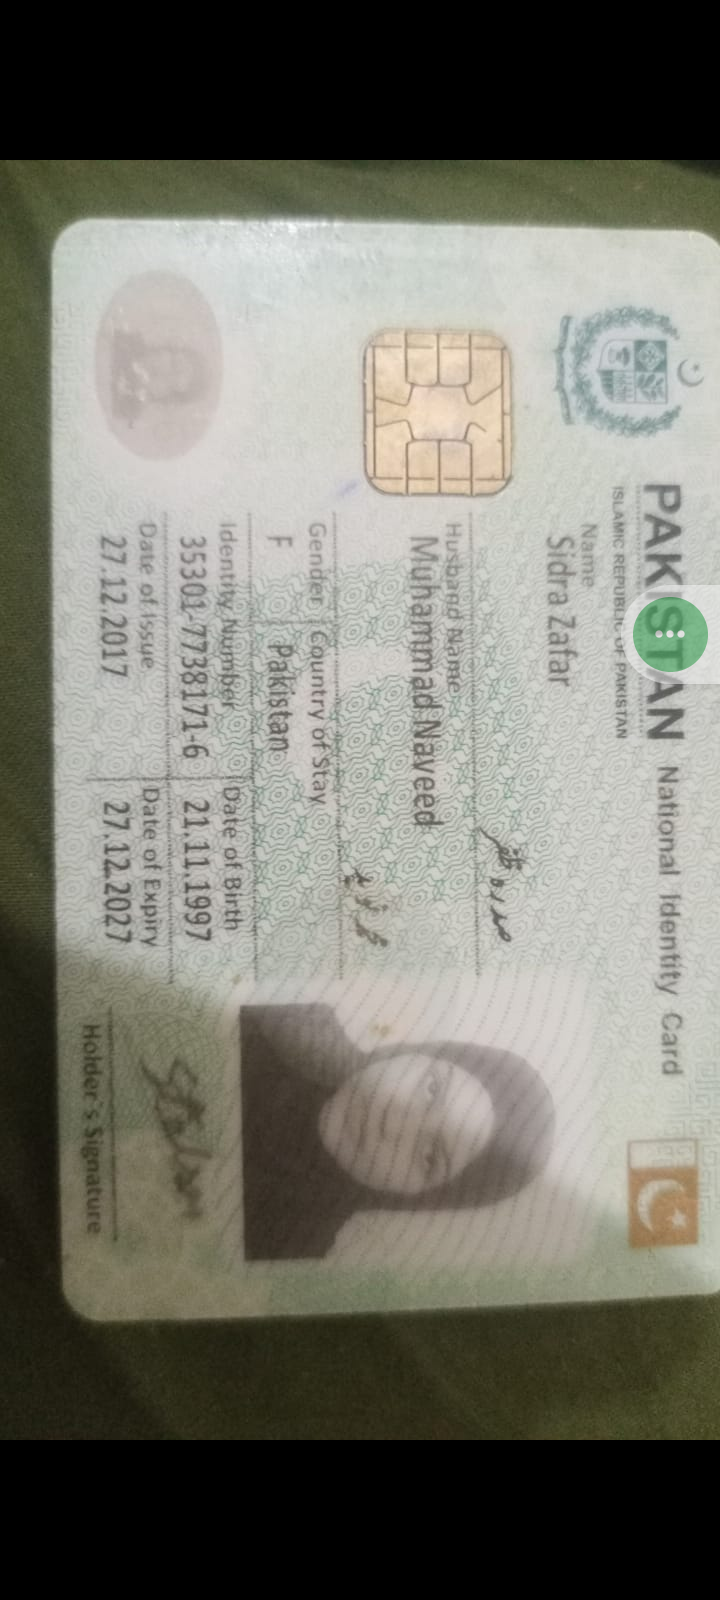 PAKISTAN National Identity Card
ISLAMIC REPUBLIC OF PAKISTAN
Name
Sidra Zafar
صدرہ ظفر
Husband Name
Muhammad Naveed
محمد نوید
Gender Country of Stay
F Pakistan
Identity Number Date of Birth
35301-7738171-6 21.11.1997
Date of Issue Date of Expiry
27.12.2017 27.12.2027
Holder's Signature